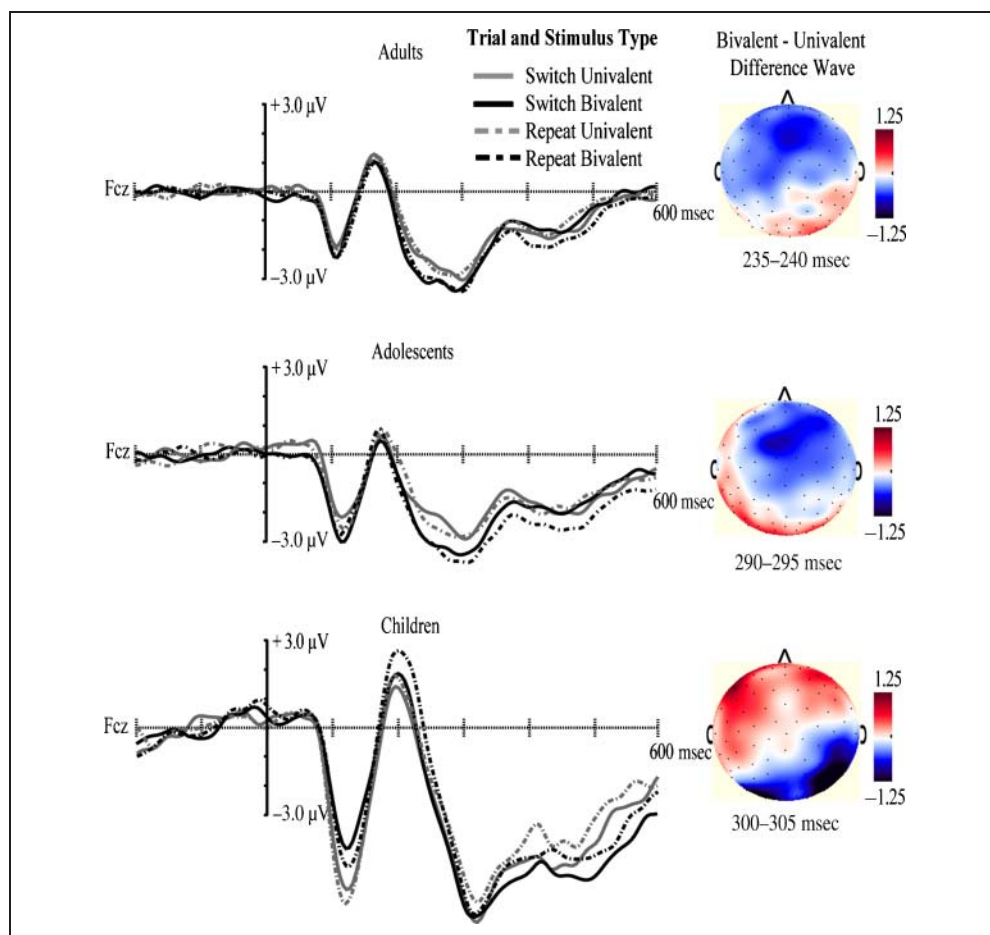 Adults
Trial and Stimulus Type
Switch Univalent
Switch Bivalent
Repeat Univalent
Repeat Bivalent
Bivalent - Univalent
Difference Wave
+3.0 µV
Fcz
–3.0 µV
600 msec
1.25
–1.25
235–240 msec
Adolescents
+3.0 µV
Fcz
–3.0 µV
600 msec
1.25
–1.25
290–295 msec
Children
+3.0 µV
Fcz
–3.0 µV
600 msec
1.25
–1.25
300–305 msec